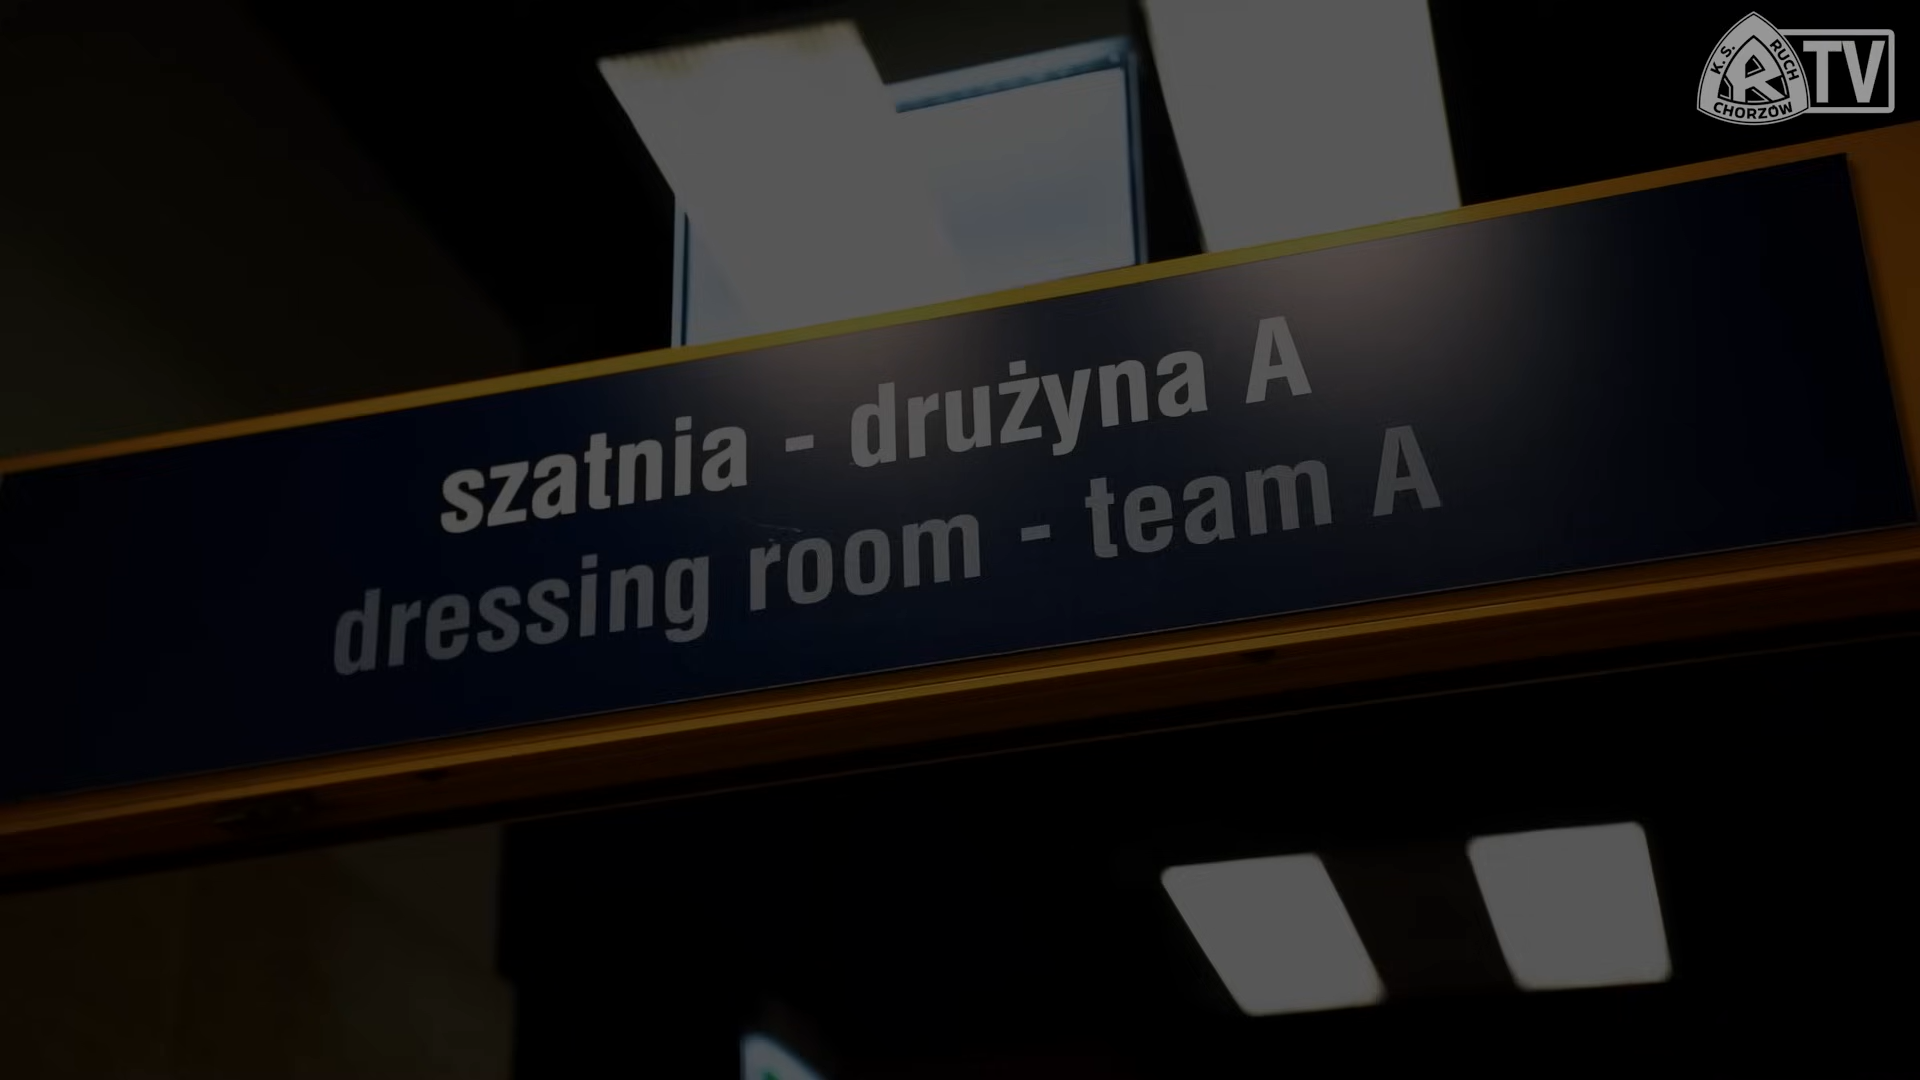 K.S. RUCH CHORZÓW R TV
szatnia - drużyna A
dressing room - team A